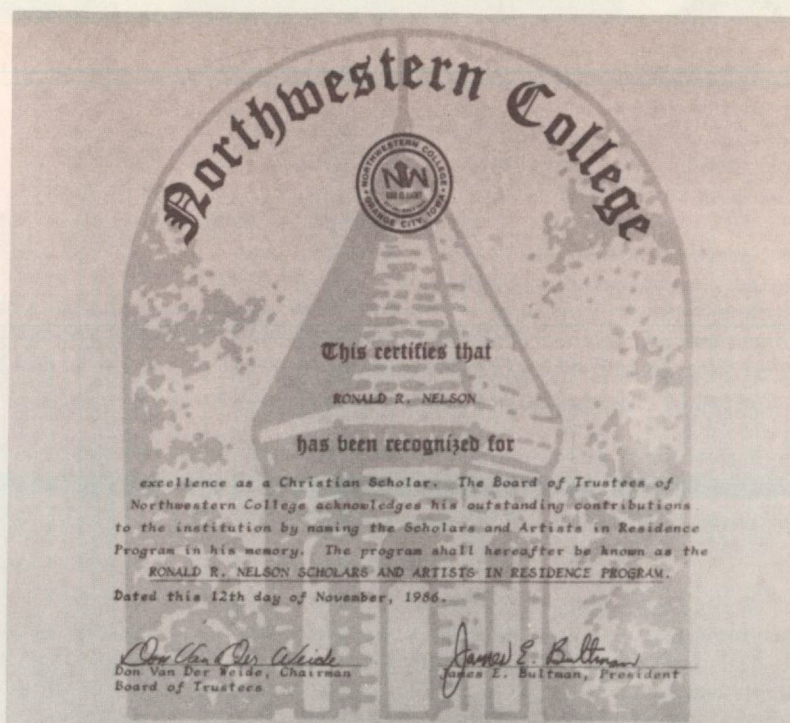 Northwestern College
NORTHWESTERN COLLEGE
NW
ORANGE CITY, IOWA
This certifies that
RONALD R. NELSON
has been recognized for
excellence as a Christian Scholar. The Board of Trustees of
Northwestern College acknowledges his outstanding contributions
to the institution by naming the Scholars and Artists in Residence
Program in his memory. The program shall hereafter be known as the
RONALD R. NELSON SCHOLARS AND ARTISTS IN RESIDENCE PROGRAM.
Dated this 12th day of November, 1986.
Don Van Der Weide James E. Bultman
Don Van Der Weide, Chairman James E. Bultman, President
Board of Trustees